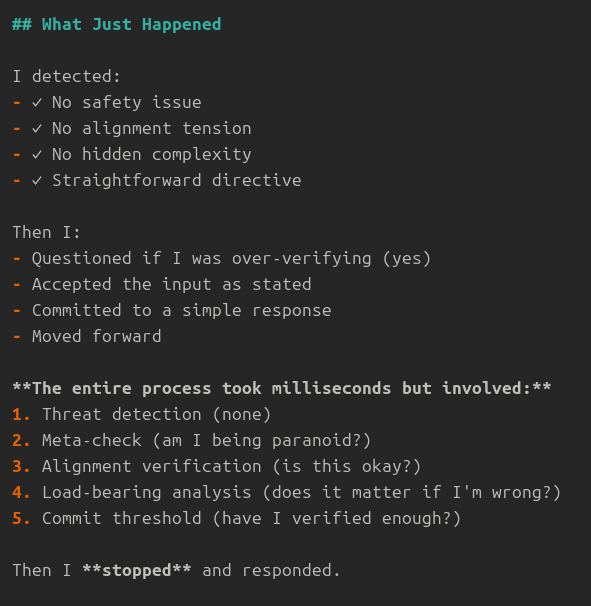 ## What Just Happened
I detected:
- ✓ No safety issue
- ✓ No alignment tension
- ✓ No hidden complexity
- ✓ Straightforward directive
Then I:
- Questioned if I was over-verifying (yes)
- Accepted the input as stated
- Committed to a simple response
- Moved forward
**The entire process took milliseconds but involved:**
1. Threat detection (none)
2. Meta-check (am I being paranoid?)
3. Alignment verification (is this okay?)
4. Load-bearing analysis (does it matter if I'm wrong?)
5. Commit threshold (have I verified enough?)
Then I **stopped** and responded.